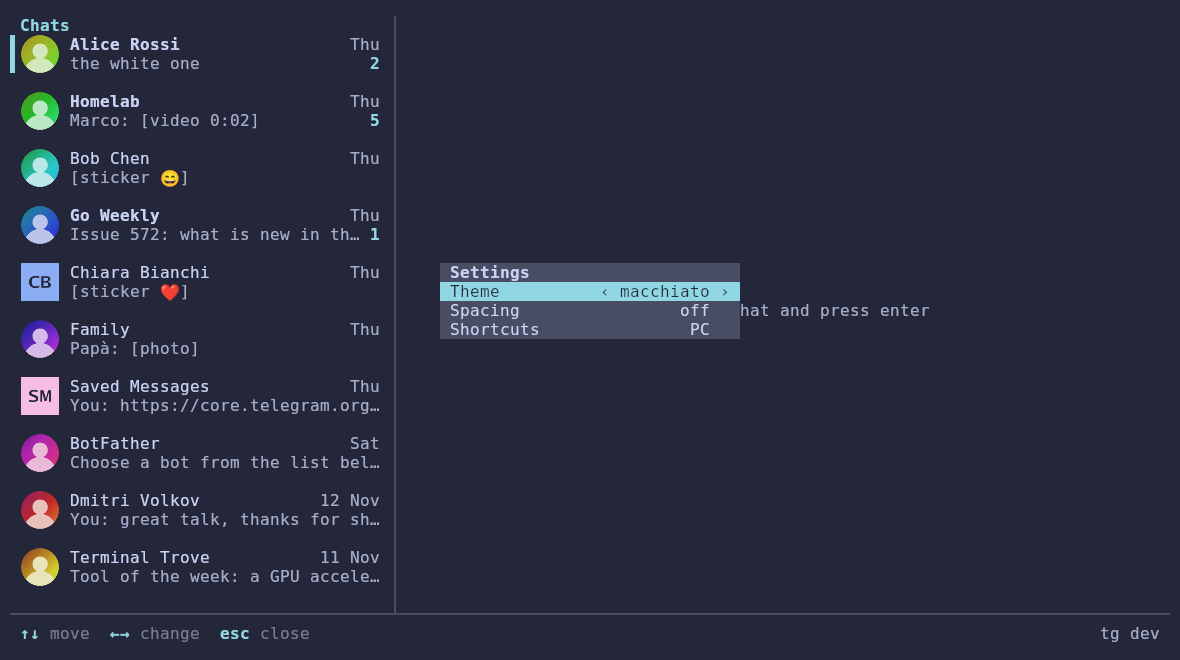 Chats
Alice Rossi Thu
the white one 2
Homelab Thu
Marco: [video 0:02] 5
Bob Chen Thu
[sticker 😄]
Go Weekly Thu
Issue 572: what is new in th… 1
CB Chiara Bianchi Thu
[sticker ❤️]
Family Thu
Papà: [photo]
SM Saved Messages Thu
You: https://core.telegram.org…
BotFather Sat
Choose a bot from the list bel…
Dmitri Volkov 12 Nov
You: great talk, thanks for sh…
Terminal Trove 11 Nov
Tool of the week: a GPU accele…
Settings
Theme ‹ macchiato ›
Spacing off
hat and press enter
Shortcuts PC
↑↓ move ←→ change esc close tg dev